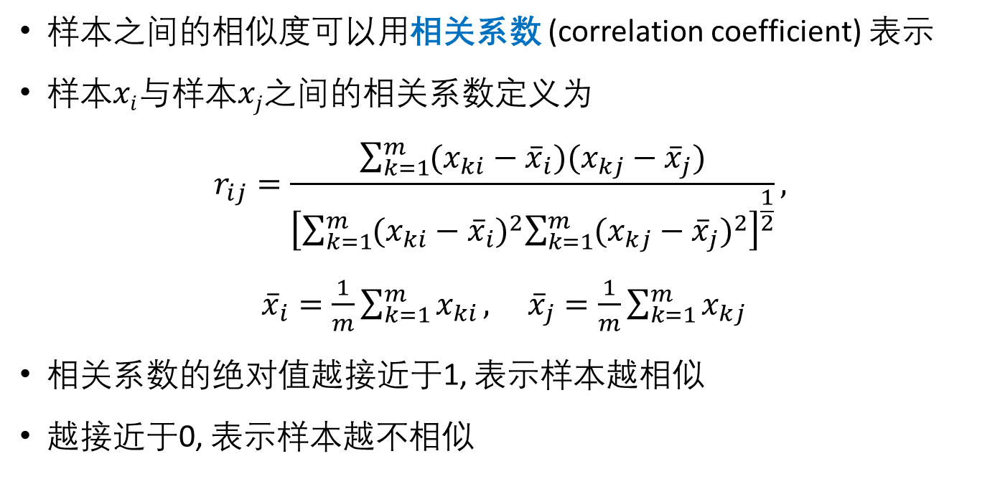 • 样本之间的相似度可以用相关系数 (correlation coefficient) 表示
• 样本𝑥ᵢ与样本𝑥ⱼ之间的相关系数定义为
r_{ij} = \frac{\sum_{k=1}^{m}(x_{ki} - \bar{x}_i)(x_{kj} - \bar{x}_j)}{\left[\sum_{k=1}^{m}(x_{ki} - \bar{x}_i)^2 \sum_{k=1}^{m}(x_{kj} - \bar{x}_j)^2\right]^{\frac{1}{2}}},
\bar{x}_i = \frac{1}{m}\sum_{k=1}^{m} x_{ki}, \bar{x}_j = \frac{1}{m}\sum_{k=1}^{m} x_{kj}
• 相关系数的绝对值越接近于1, 表示样本越相似
• 越接近于0, 表示样本越不相似